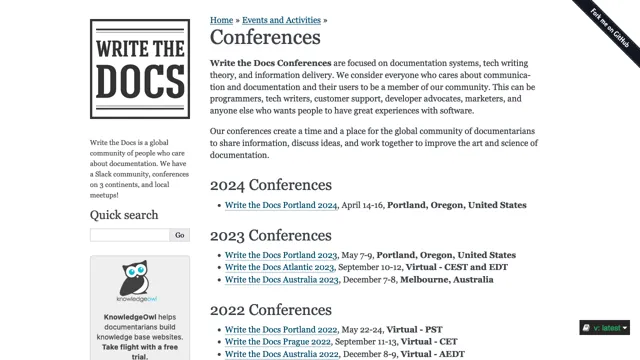 Fork me on GitHub
WRITE THE
DOCS
Write the Docs is a global
community of people who care
about documentation. We have
a Slack community, conferences
on 3 continents, and local
meetups!
Quick search
Go
knowledgeowl
KnowledgeOwl helps
documentarians build
knowledge base websites.
Take flight with a free
trial.
Home » Events and Activities »
Conferences
Write the Docs Conferences are focused on documentation systems, tech writing
theory, and information delivery. We consider everyone who cares about communica-
tion and documentation and their users to be a member of our community. This can be
programmers, tech writers, customer support, developer advocates, marketers, and
anyone else who wants people to have great experiences with software.
Our conferences create a time and a place for the global community of documentarians
to share information, discuss ideas, and work together to improve the art and science of
documentation.
2024 Conferences
• Write the Docs Portland 2024, April 14-16, Portland, Oregon, United States
2023 Conferences
• Write the Docs Portland 2023, May 7-9, Portland, Oregon, United States
• Write the Docs Atlantic 2023, September 10-12, Virtual - CEST and EDT
• Write the Docs Australia 2023, December 7-8, Melbourne, Australia
2022 Conferences
• Write the Docs Portland 2022, May 22-24, Virtual - PST
• Write the Docs Prague 2022, September 11-13, Virtual - CET
• Write the Docs Australia 2022, December 8-9, Virtual - AEDT
v: latest